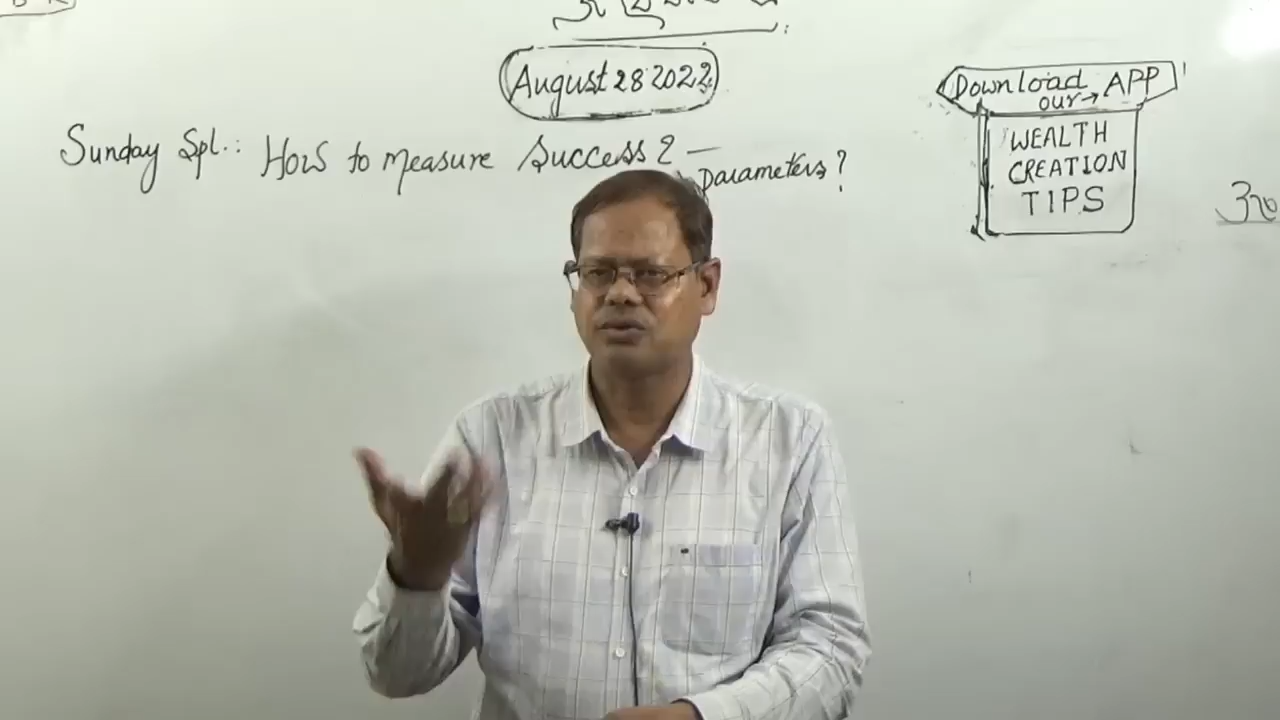 August 28 2022
Sunday Spl.: How to measure Success? —
parameters?
Download
our→ APP
WEALTH
CREATION
TIPS